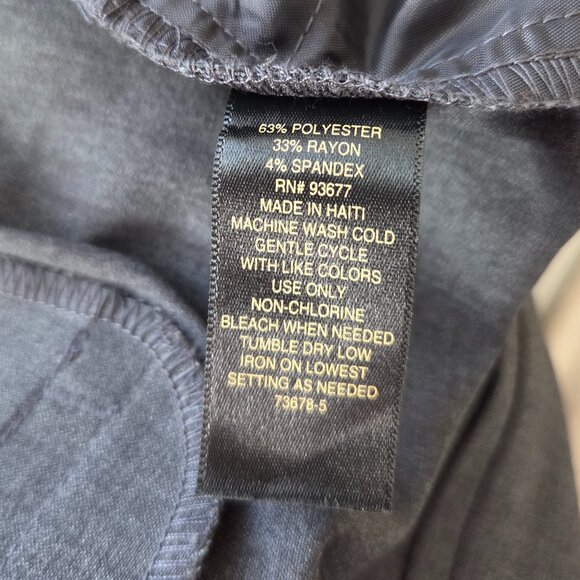 63% POLYESTER
33% RAYON
4% SPANDEX
RN# 93677
MADE IN HAITI
MACHINE WASH COLD
GENTLE CYCLE
WITH LIKE COLORS
USE ONLY
NON-CHLORINE
BLEACH WHEN NEEDED
TUMBLE DRY LOW
IRON ON LOWEST
SETTING AS NEEDED
73678-5